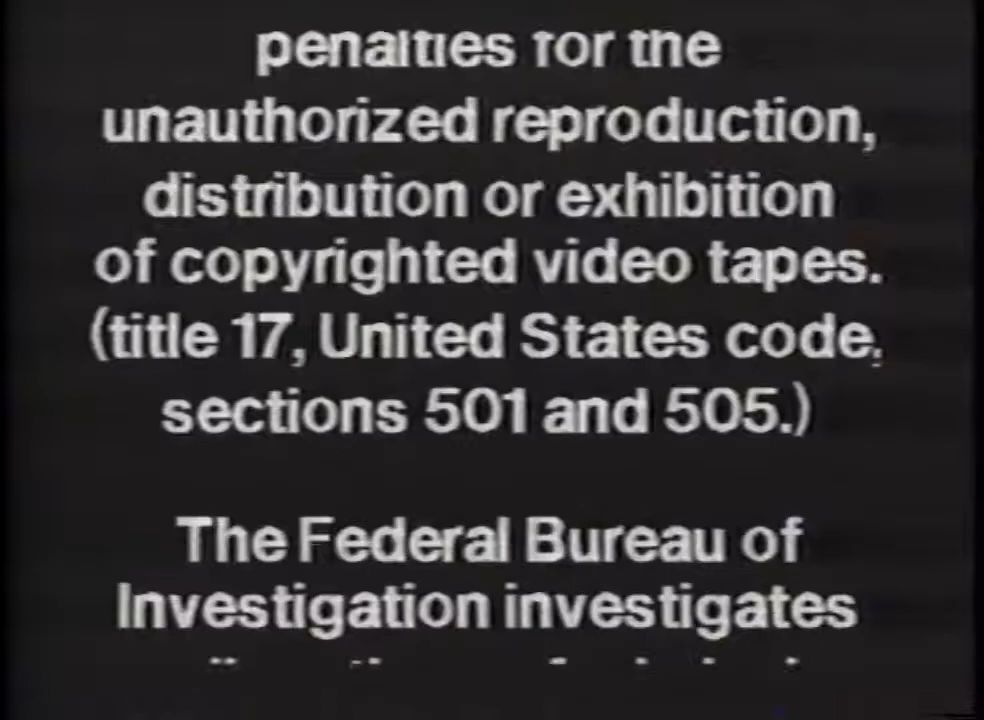 penalties for the
unauthorized reproduction,
distribution or exhibition
of copyrighted video tapes.
(title 17, United States code,
sections 501 and 505.)
The Federal Bureau of
Investigation investigates